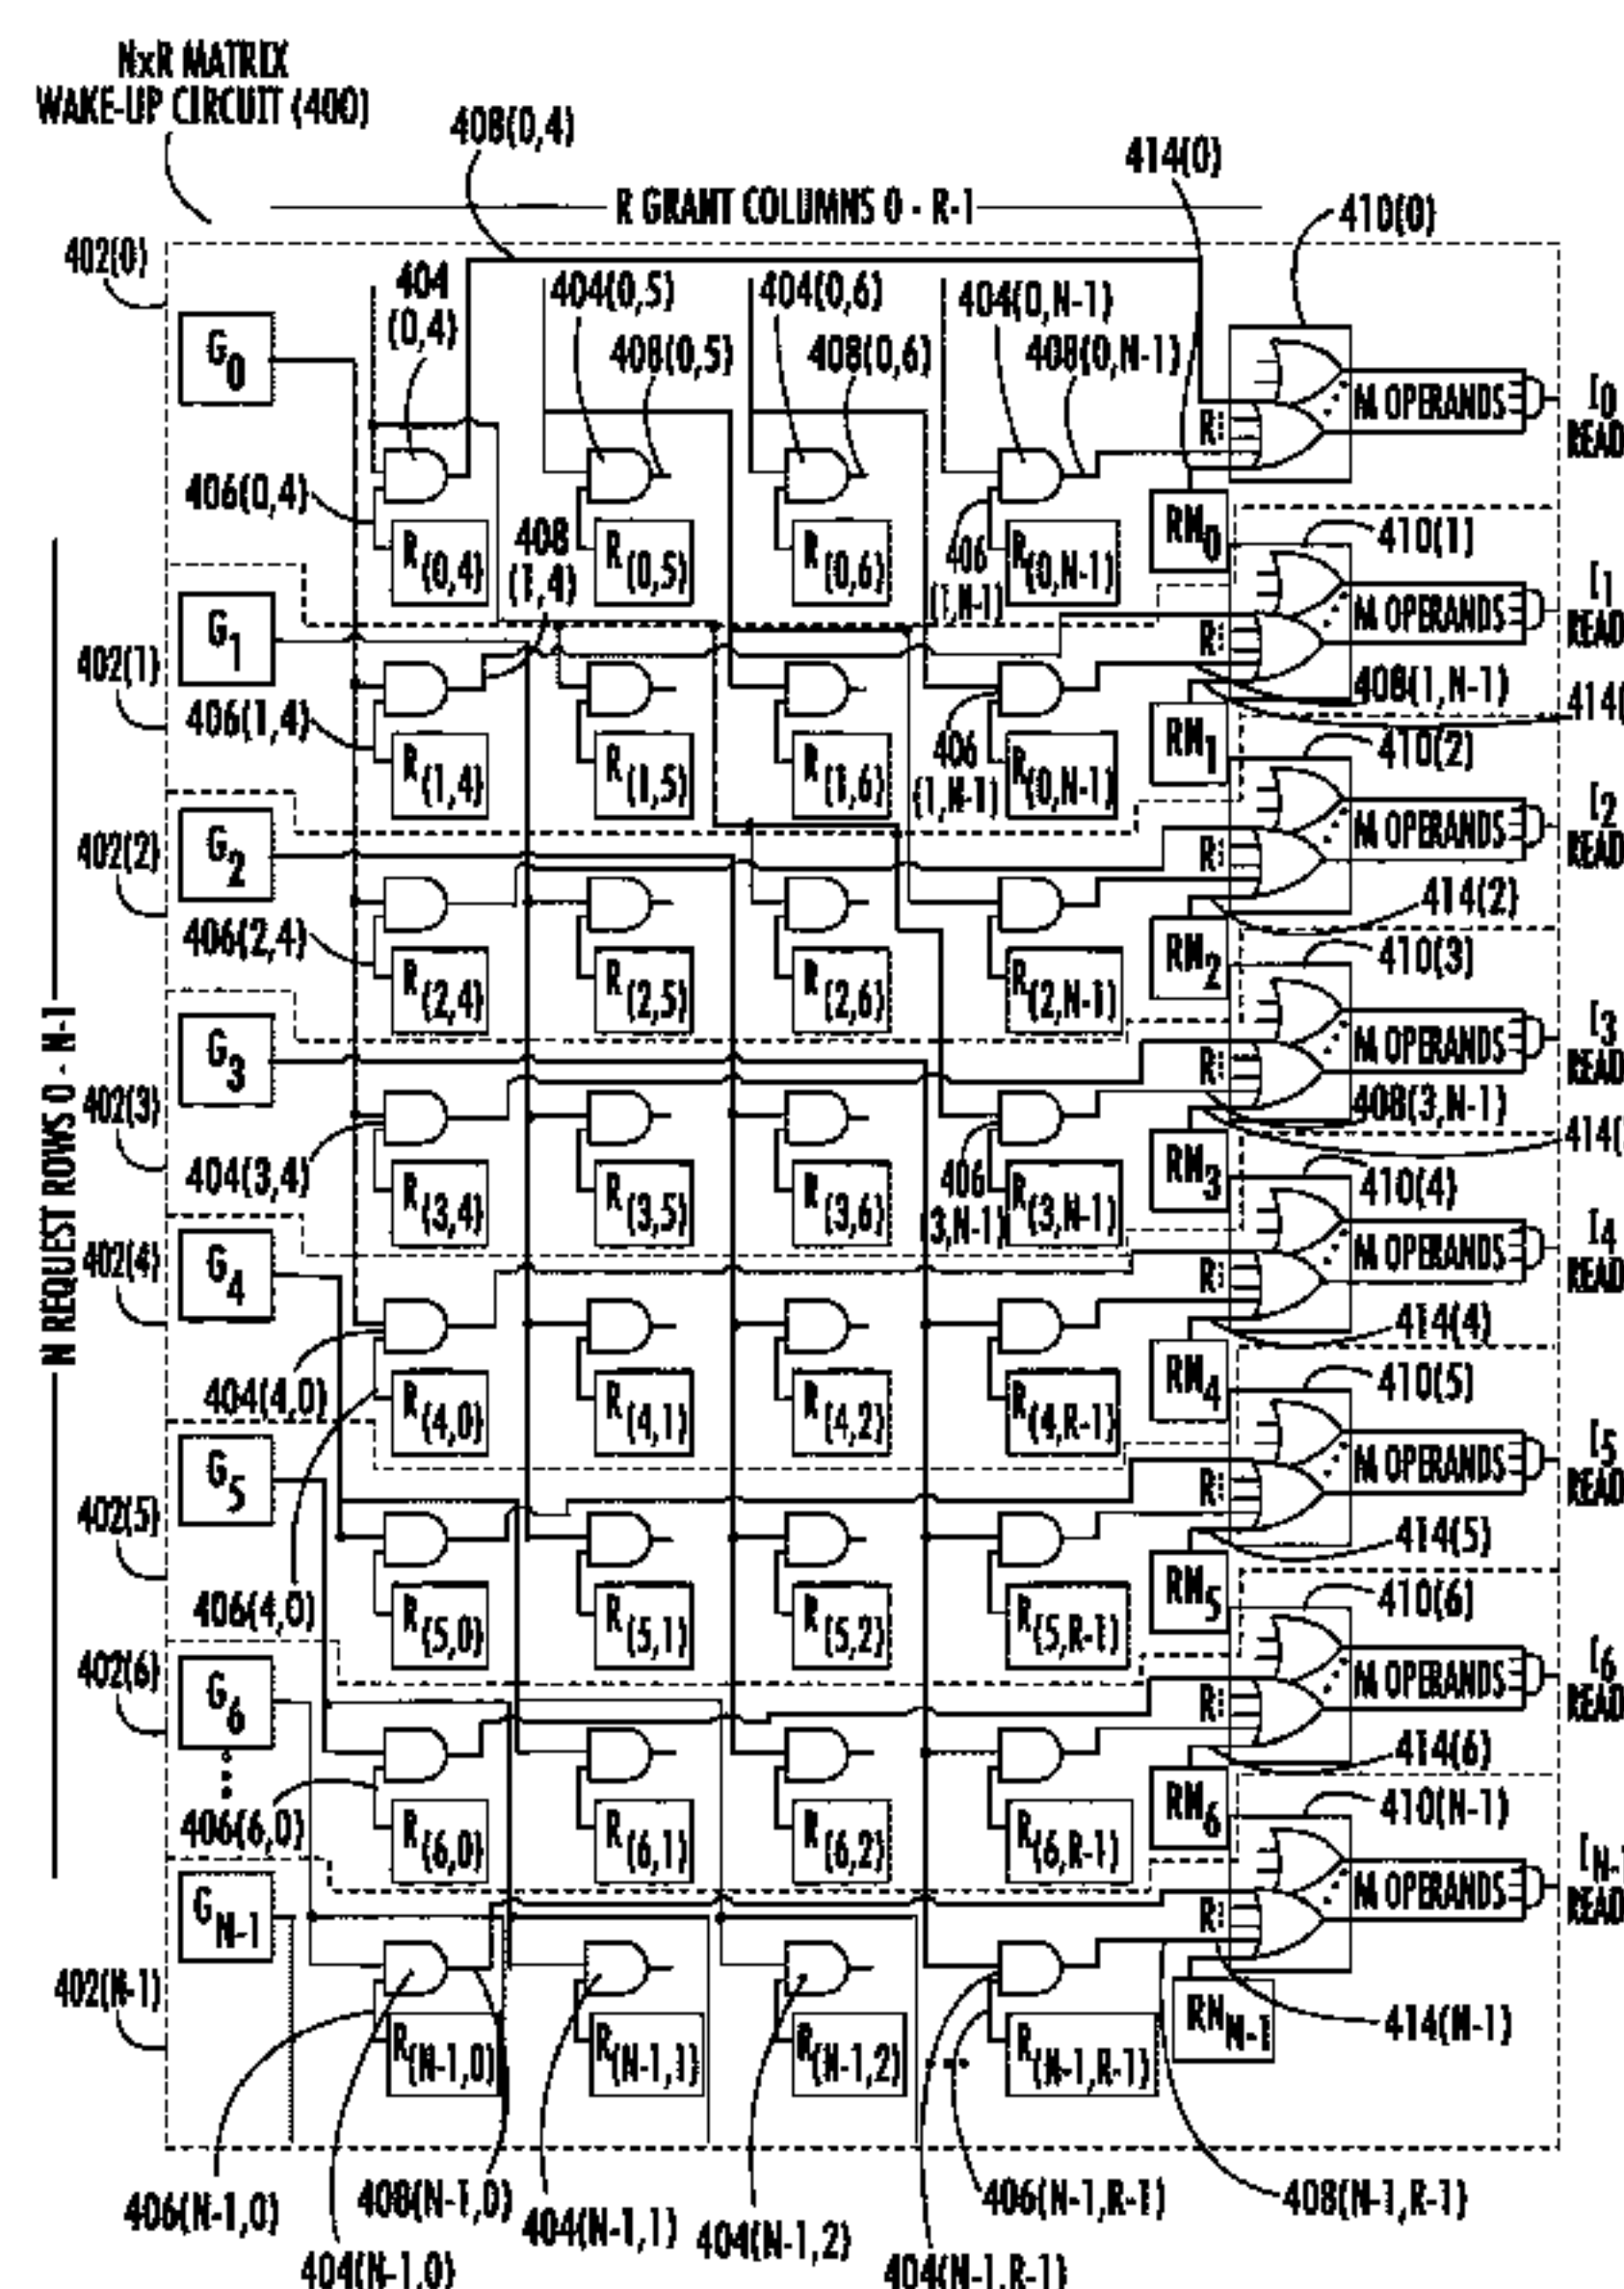 NxR MATRIX
WAKE-UP CIRCUIT (400)
408(0,4)
414(0)
R GRANT COLUMNS 0 - R-1
410(0)
402(0)
404
(0,4)
404(0,5)
404(0,6)
404(0,N-1)
G0
408(0,5)
408(0,6)
408(0,N-1)
M OPERANDS
I0
READ
R
406(0,4)
R(0,4)
408
(1,4)
R(0,5)
R(0,6)
406
(1,N-1)
R(0,N-1)
RM0
410(1)
G1
M OPERANDS
I1
READ
R
402(1)
408(1,N-1)
414(
406(1,4)
R(1,4)
R(1,5)
R(1,6)
406
(1,N-1)
R(0,N-1)
RM1
410(2)
G2
M OPERANDS
I2
READ
R
402(2)
414(2)
406(2,4)
R(2,4)
R(2,5)
R(2,6)
R(2,N-1)
RM2
410(3)
G3
M OPERANDS
I3
READ
R
N REQUEST ROWS 0 - N-1
402(3)
408(3,N-1)
414(
404(3,4)
R(3,4)
R(3,5)
R(3,6)
406
(3,N-1)
R(3,N-1)
RM3
410(4)
402(4)
G4
M OPERANDS
I4
READ
R
414(4)
404(4,0)
R(4,0)
R(4,1)
R(4,2)
R(4,R-1)
RM4
410(5)
G5
M OPERANDS
I5
READ
R
402(5)
414(5)
406(4,0)
R(5,0)
R(5,1)
R(5,2)
R(5,R-1)
RM5
410(6)
402(6)
G6
M OPERANDS
I6
READ
R
414(6)
406(6,0)
R(6,0)
R(6,1)
R(6,2)
R(6,R-1)
RM6
410(N-1)
GN-1
M OPERANDS
IN-1
READ
R
402(N-1)
R(N-1,0)
R(N-1,1)
R(N-1,2)
R(N-1,R-1)
RMN-1
414(N-1)
406(N-1,0)
408(N-1,0)
404(N-1,1)
404(N-1,2)
406(N-1,R-1)
408(N-1,R-1)
404(N-1,0)
404(N-1,R-1)